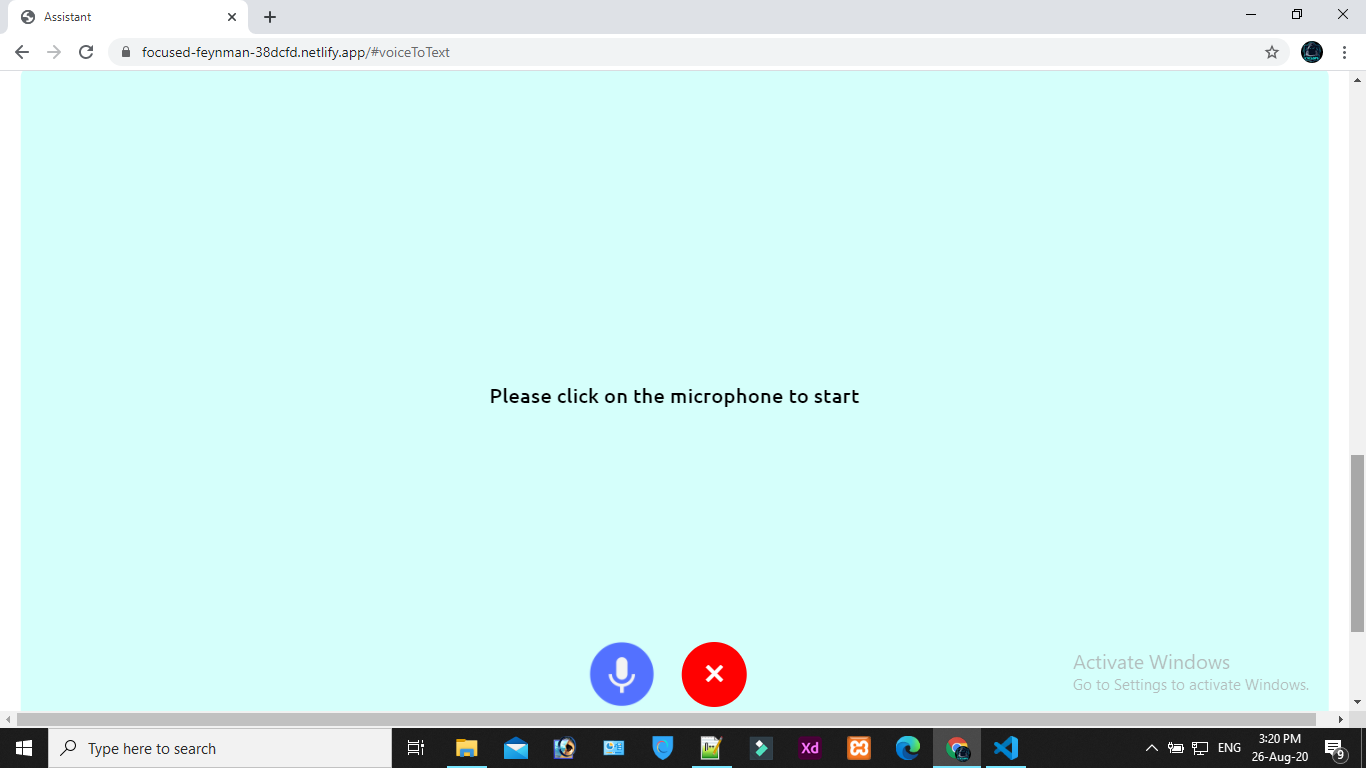 Assistant
focused-feynman-38dcfd.netlify.app/#voiceToText
Please click on the microphone to start
Activate Windows
Go to Settings to activate Windows.
Type here to search
Xd
ENG
3:20 PM
26-Aug-20
9